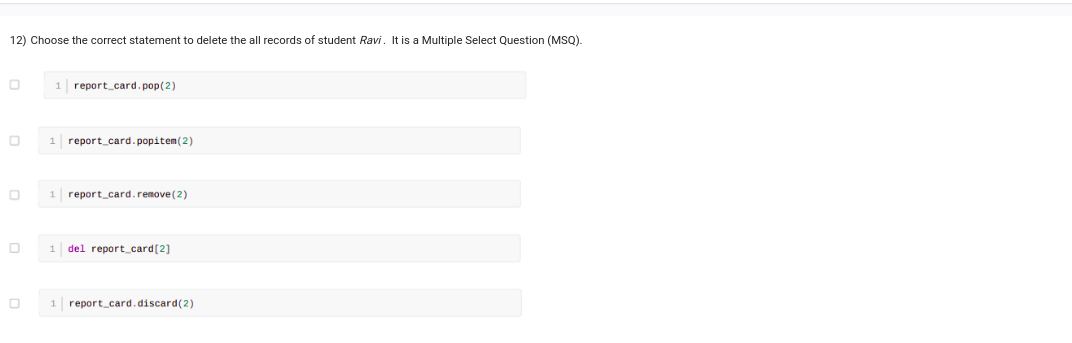 12) Choose the correct statement to delete the all records of student Ravi. It is a Multiple Select Question (MSQ).
1 report_card.pop(2)
1 report_card.popitem(2)
1 report_card.remove(2)
1 del report_card[2]
1 report_card.discard(2)